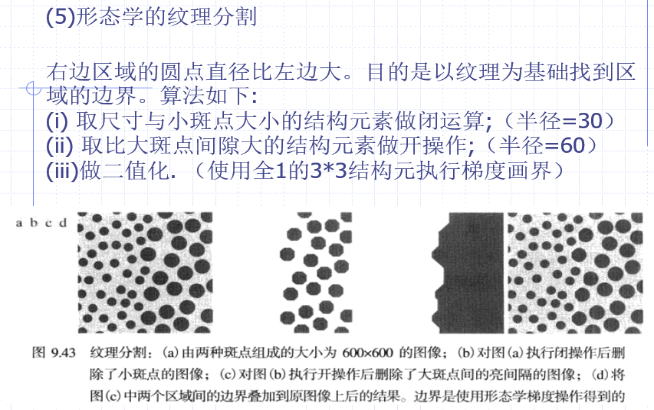 (5)形态学的纹理分割
右边区域的圆点直径比左边大。目的是以纹理为基础找到区
域的边界。算法如下:
(i) 取尺寸与小斑点大小的结构元素做闭运算;（半径=30）
(ii) 取比大斑点间隙大的结构元素做开操作;（半径=60）
(iii)做二值化. （使用全1的3*3结构元执行梯度画界）
a b c d
图 9.43 纹理分割：(a)由两种斑点组成的大小为 600×600 的图像；(b)对图(a)执行闭操作后删
除了小斑点的图像；(c)对图(b)执行开操作后删除了大斑点间的亮间隔的图像；(d)将
图(c)中两个区域间的边界叠加到原图像上后的结果。边界是使用形态学梯度操作得到的